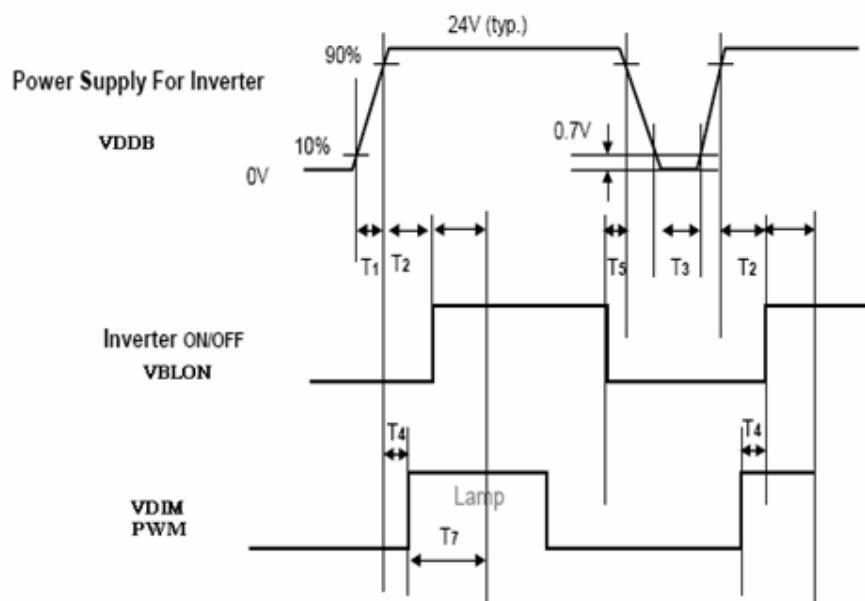 24V (typ.)
90%
Power Supply For Inverter
VDDB
10%
0V
0.7V
T1 T2 T5 T3 T2
Inverter ON/OFF
VBLON
T4 T4
Lamp
VDIM
PWM
T7